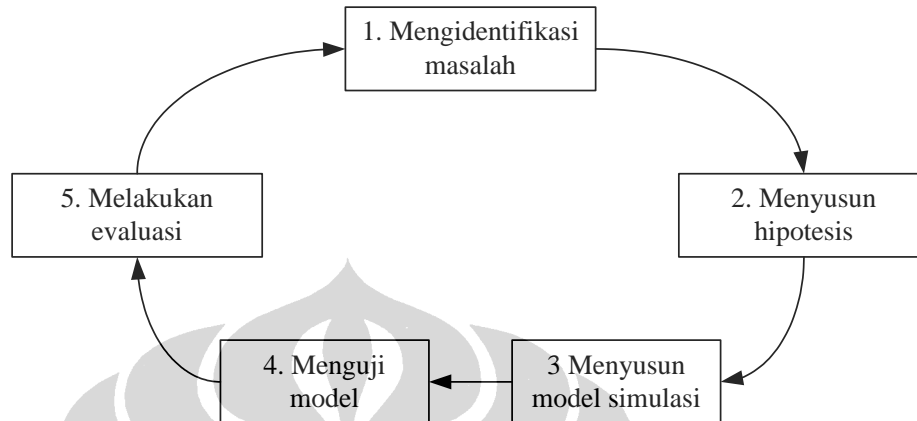 1. Mengidentifikasi
masalah
2. Menyusun
hipotesis
3 Menyusun
model simulasi
4. Menguji
model
5. Melakukan
evaluasi